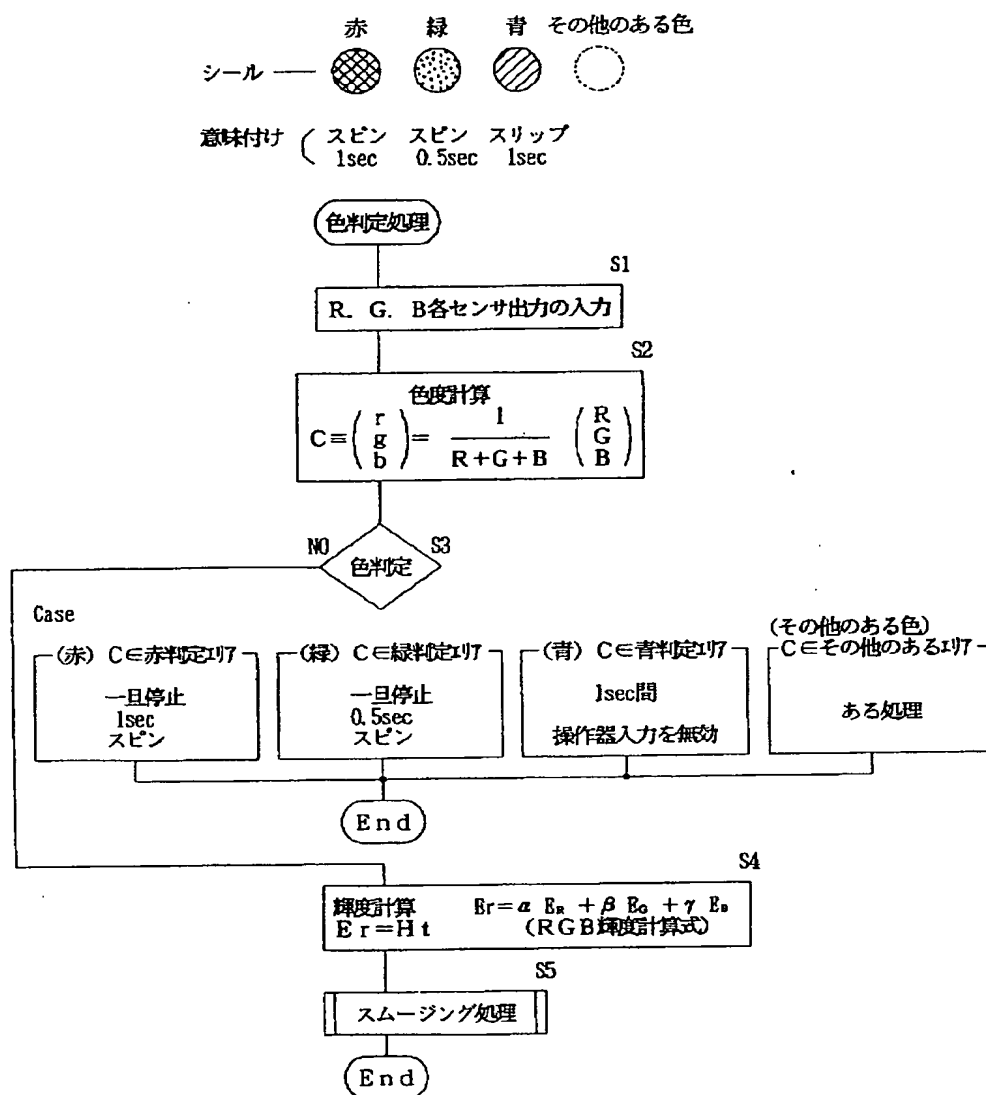 赤 緑 青 その他のある色
シール
意味付け スピン スピン スリップ
1sec 0.5sec 1sec
色判定処理
S1
R. G. B各センサ出力の入力
S2
色度計算
C≡(r g b)= 1/(R+G+B) (R G B)
NO S3
色判定
Case
(赤) C∈赤判定エリア
一旦停止
1sec
スピン
(緑) C∈緑判定エリア
一旦停止
0.5sec
スピン
(青) C∈青判定エリア
1sec間
操作器入力を無効
(その他のある色)
C∈その他のあるエリア
ある処理
End
S4
輝度計算 Er=α ER + β EG + γ EB
Er=Ht (RGB輝度計算式)
S5
スムージング処理
End